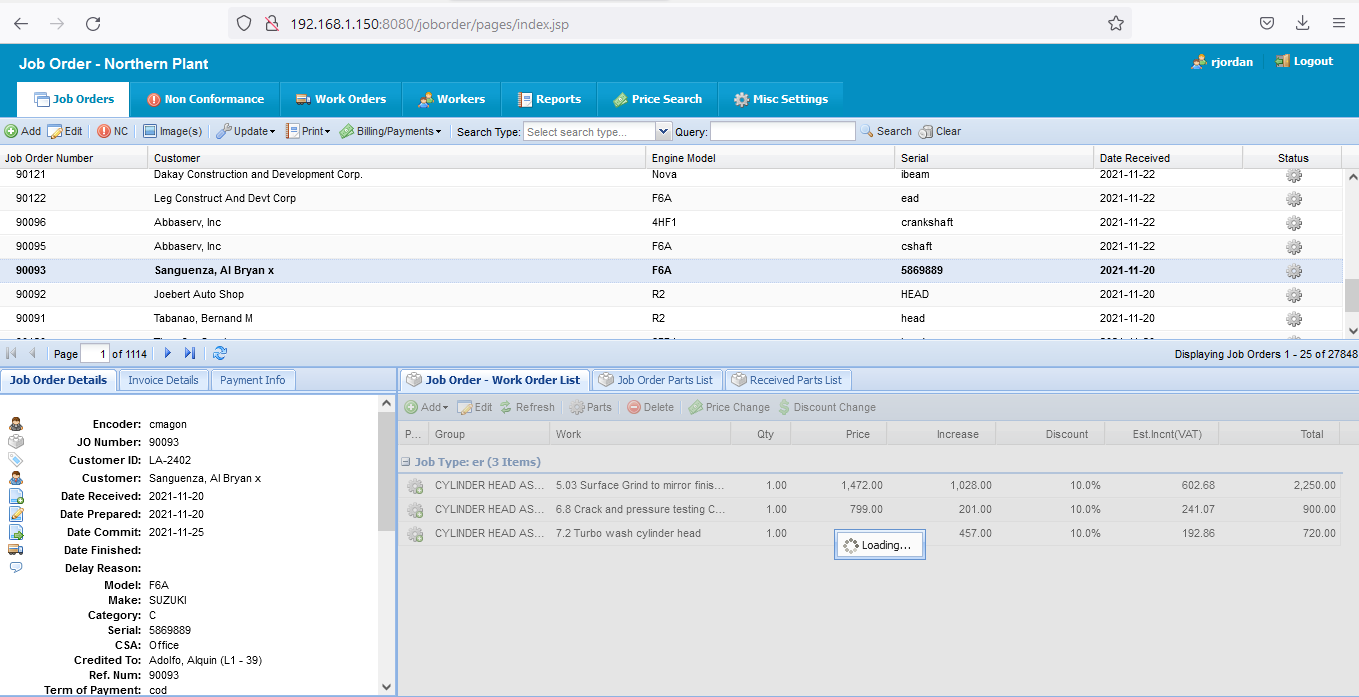 192.168.1.150:8080/joborder/pages/index.jsp
Job Order - Northern Plant
rjordan Logout
Job Orders Non Conformance Work Orders Workers Reports Price Search Misc Settings
Add Edit NC Image(s) Update Print Billing/Payments Search Type: Select search type... Query: Search Clear
Job Order Number Customer Engine Model Serial Date Received Status
90121 Dakay Construction and Development Corp. Nova ibeam 2021-11-22
90122 Leg Construct And Devt Corp F6A ead 2021-11-22
90096 Abbaserv, Inc 4HF1 crankshaft 2021-11-22
90095 Abbaserv, Inc F6A cshaft 2021-11-22
90093 Sanguenza, Al Bryan x F6A 5869889 2021-11-20
90092 Joebert Auto Shop R2 HEAD 2021-11-20
90091 Tabanao, Bernand M R2 head 2021-11-20
Page 1 of 1114 Displaying Job Orders 1 - 25 of 27848
Job Order Details Invoice Details Payment Info
Encoder: cmagon
JO Number: 90093
Customer ID: LA-2402
Customer: Sanguenza, Al Bryan x
Date Received: 2021-11-20
Date Prepared: 2021-11-20
Date Commit: 2021-11-25
Date Finished:
Delay Reason:
Model: F6A
Make: SUZUKI
Category: C
Serial: 5869889
CSA: Office
Credited To: Adolfo, Alquin (L1 - 39)
Ref. Num: 90093
Term of Payment: cod
Job Order - Work Order List Job Order Parts List Received Parts List
Add Edit Refresh Parts Delete Price Change Discount Change
P... Group Work Qty Price Increase Discount Est.Incnt(VAT) Total
Job Type: er (3 Items)
CYLINDER HEAD AS... 5.03 Surface Grind to mirror finis... 1.00 1,472.00 1,028.00 10.0% 602.68 2,250.00
CYLINDER HEAD AS... 6.8 Crack and pressure testing C... 1.00 799.00 201.00 10.0% 241.07 900.00
CYLINDER HEAD AS... 7.2 Turbo wash cylinder head 1.00 457.00 10.0% 192.86 720.00
Loading...